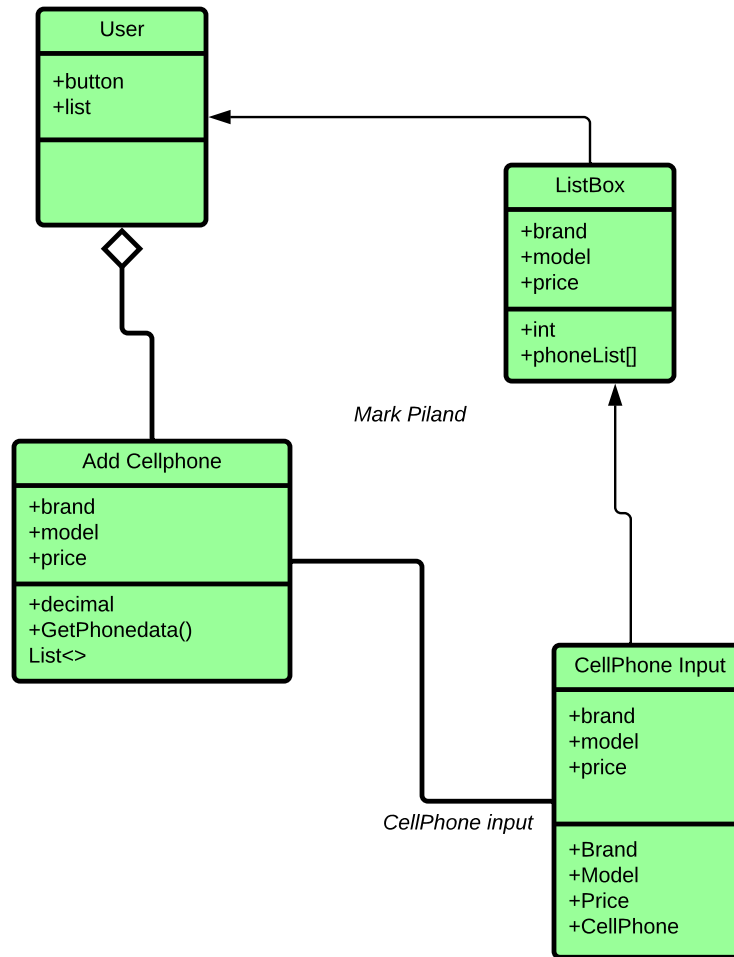 User
+button
+list
ListBox
+brand
+model
+price
+int
+phoneList[]
Mark Piland
Add Cellphone
+brand
+model
+price
+decimal
+GetPhonedata()
List<>
CellPhone Input
+brand
+model
+price
CellPhone input
+Brand
+Model
+Price
+CellPhone